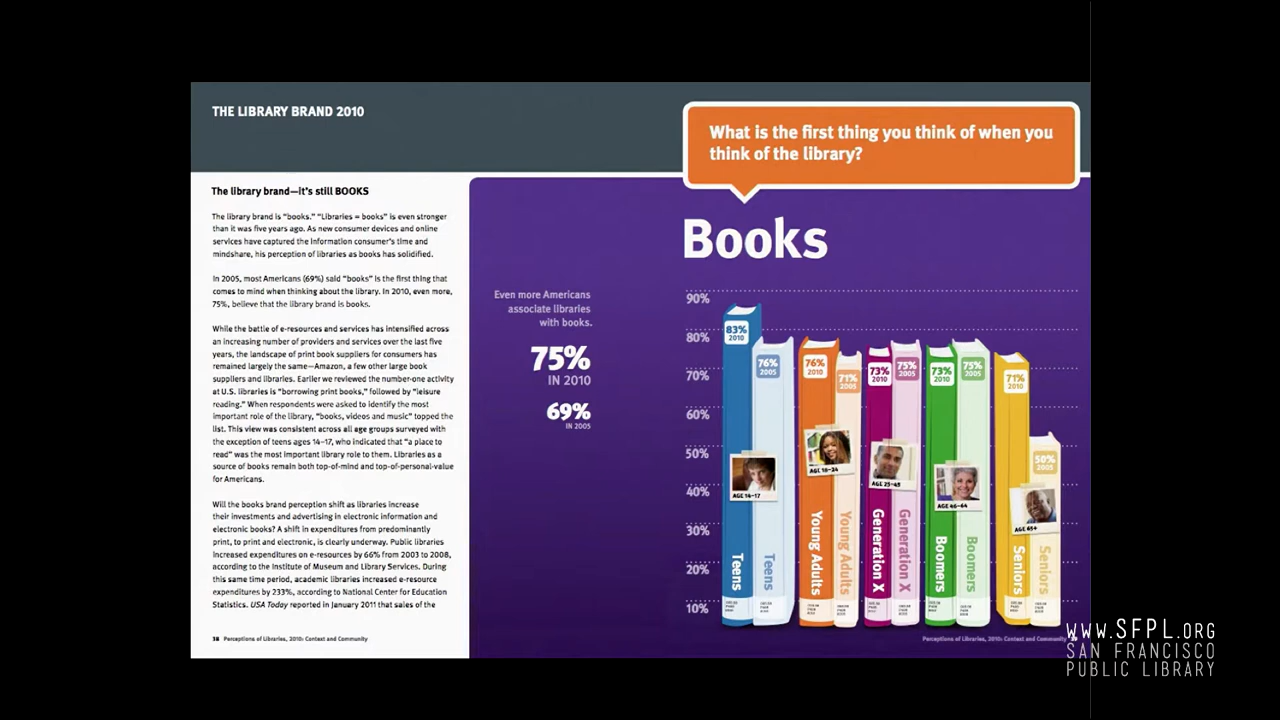 THE LIBRARY BRAND 2010
What is the first thing you think of when you
think of the library?
The library brand—it's still BOOKS
The library brand is "books." "Libraries = books" is even stronger
than it was five years ago. As new consumer devices and online
services have captured the information consumer's time and
mindshare, his perception of libraries as books has solidified.
In 2005, most Americans (69%) said "books" is the first thing that
comes to mind when thinking about the library. In 2010, even more,
75%, believe that the library brand is books.
While the battle of e-resources and services has intensified across
an increasing number of providers and services over the last five
years, the landscape of print book suppliers for consumers has
remained largely the same—Amazon, a few other large book
suppliers and libraries. Earlier we reviewed the number-one activity
at U.S. libraries is "borrowing print books," followed by "leisure
reading." When respondents were asked to identify the most
important role of the library, "books, videos and music" topped the
list. This view was consistent across all age groups surveyed with
the exception of teens ages 14–17, who indicated that "a place to
read" was the most important library role to them. Libraries as a
source of books remain both top-of-mind and top-of-personal-value
for Americans.
Will the books brand perception shift as libraries increase
their investments and advertising in electronic information and
electronic books? A shift in expenditures from predominantly
print, to print and electronic, is clearly underway. Public libraries
increased expenditures on e-resources by 66% from 2003 to 2008,
according to the Institute of Museum and Library Services. During
this same time period, academic libraries increased e-resource
expenditures by 233%, according to National Center for Education
Statistics. USA Today reported in January 2011 that sales of the
38 Perceptions of Libraries, 2010: Context and Community
Books
Even more Americans
associate libraries
with books.
75%
IN 2010
69%
IN 2005
90%
80%
70%
60%
50%
40%
30%
20%
10%
83%
2010
76%
2005
76%
2010
71%
2005
73%
2010
75%
2005
73%
2010
75%
2005
71%
2010
50%
2005
AGE 14-17
AGE 18-24
AGE 25-45
AGE 46-64
AGE 65+
Teens
Teens
Young Adults
Young Adults
Generation X
Generation X
Boomers
Boomers
Seniors
Seniors
Perceptions of Libraries, 2010: Context and Community
WWW.SFPL.ORG
SAN FRANCISCO
PUBLIC LIBRARY